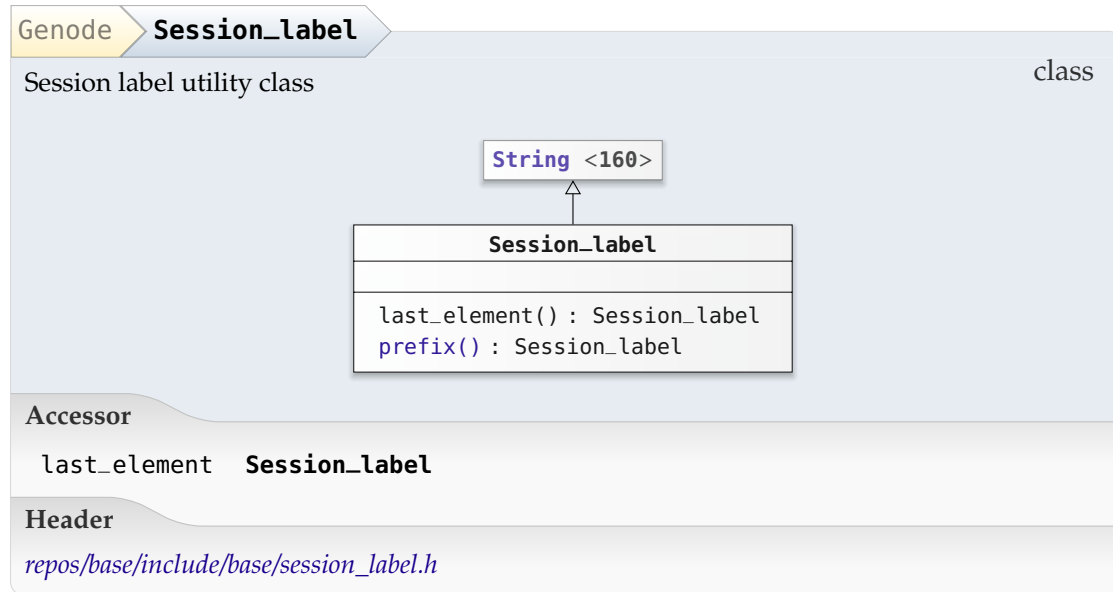 Genode Session_label
class
Session label utility class
String <160>
Session_label
last_element() : Session_label
prefix() : Session_label
Accessor
last_element Session_label
Header
repos/base/include/base/session_label.h